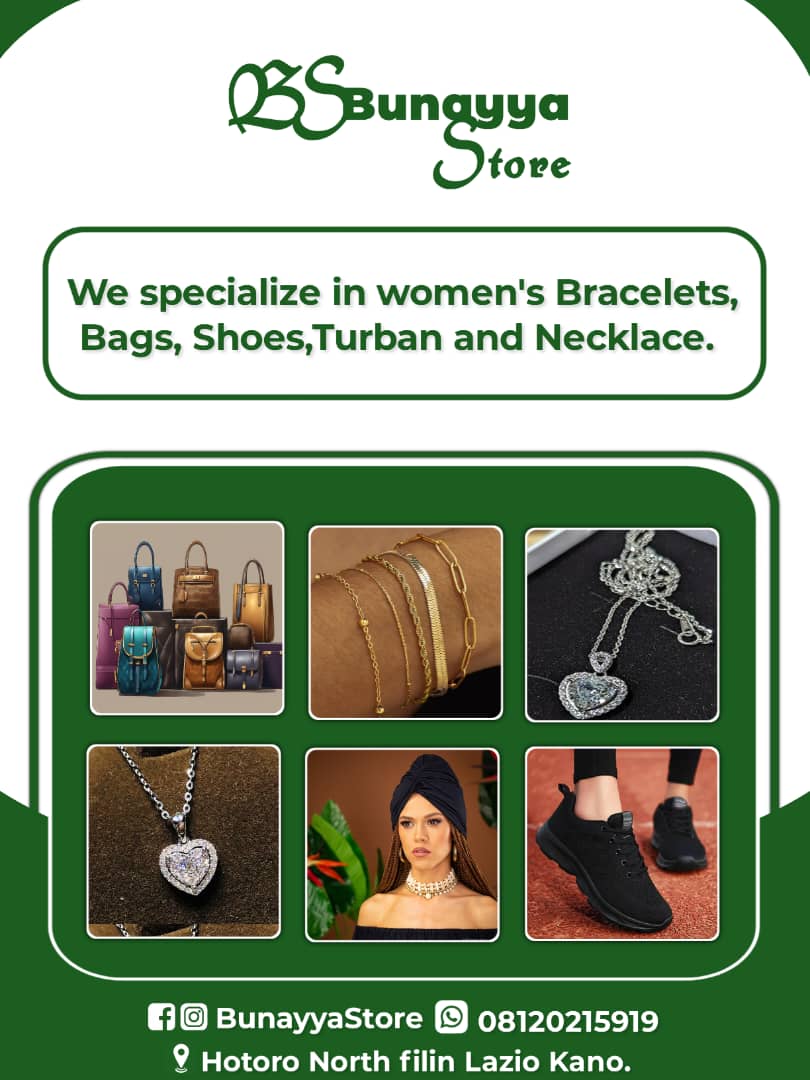 BS Bunayya
Store
We specialize in women's Bracelets,
Bags, Shoes,Turban and Necklace.
BunayyaStore 08120215919
Hotoro North filin Lazio Kano.